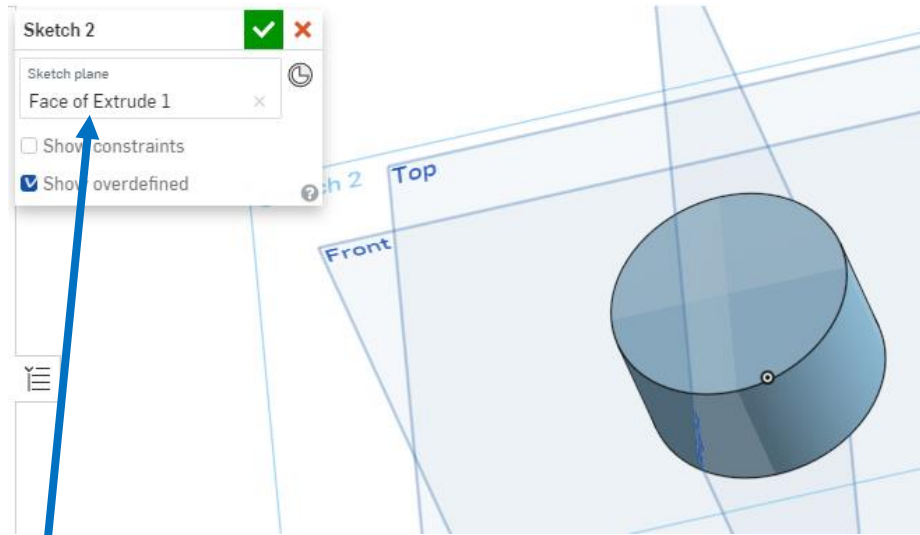 Sketch 2
Sketch plane
Face of Extrude 1
Show constraints
Show overdefined
Top
Front